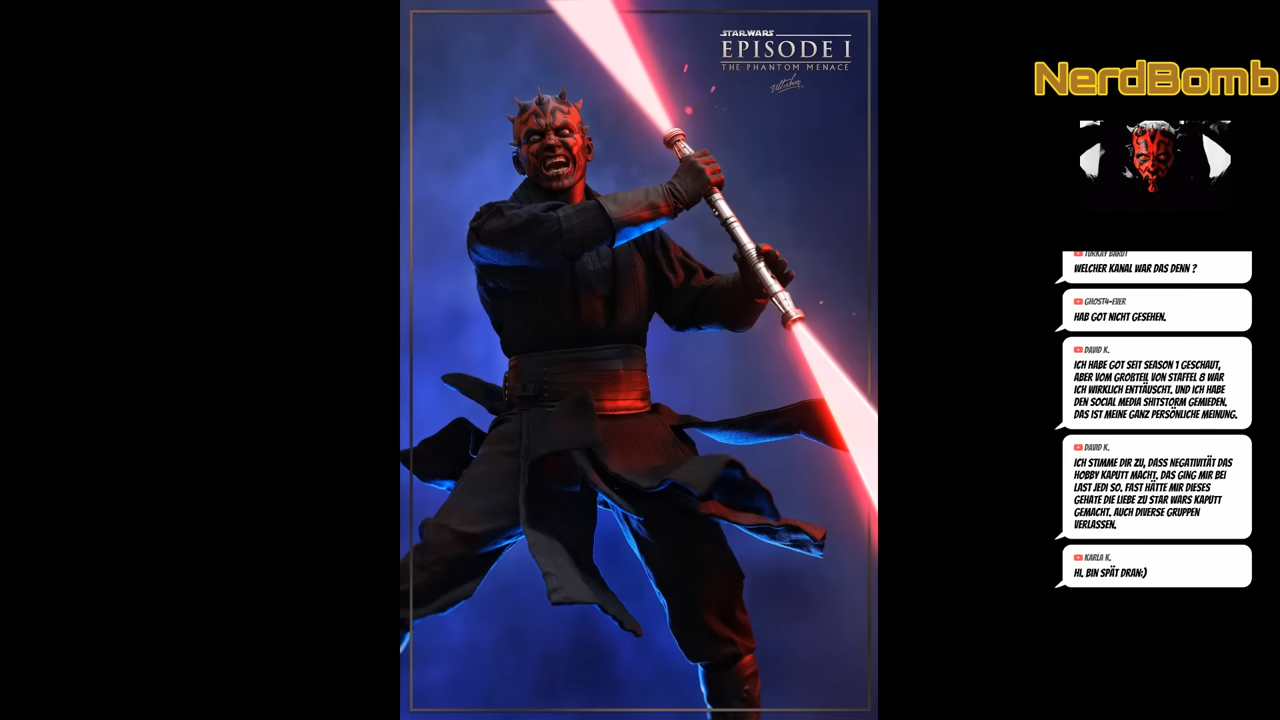 STAR WARS
EPISODE I
THE PHANTOM MENACE
NerdBomb
TURKAY BARUT
WELCHER KANAL WAR DAS DENN ?
GHOST4-EVER
HAB GOT NICHT GESEHEN.
DAVID K.
ICH HABE GOT SEIT SEASON 1 GESCHAUT,
ABER VOM GROßTEIL VON STAFFEL 8 WAR
ICH WIRKLICH ENTTÄUSCHT. UND ICH HABE
DEN SOCIAL MEDIA SHITSTORM GEMIEDEN.
DAS IST MEINE GANZ PERSÖNLICHE MEINUNG.
DAVID K.
ICH STIMME DIR ZU, DASS NEGATIVITÄT DAS
HOBBY KAPUTT MACHT. DAS GING MIR BEI
LAST JEDI SO. FAST HÄTTE MIR DIESES
GEHATE DIE LIEBE ZU STAR WARS KAPUTT
GEMACHT. AUCH DIVERSE GRUPPEN
VERLASSEN.
KARLA K.
HI, BIN SPÄT DRAN:)